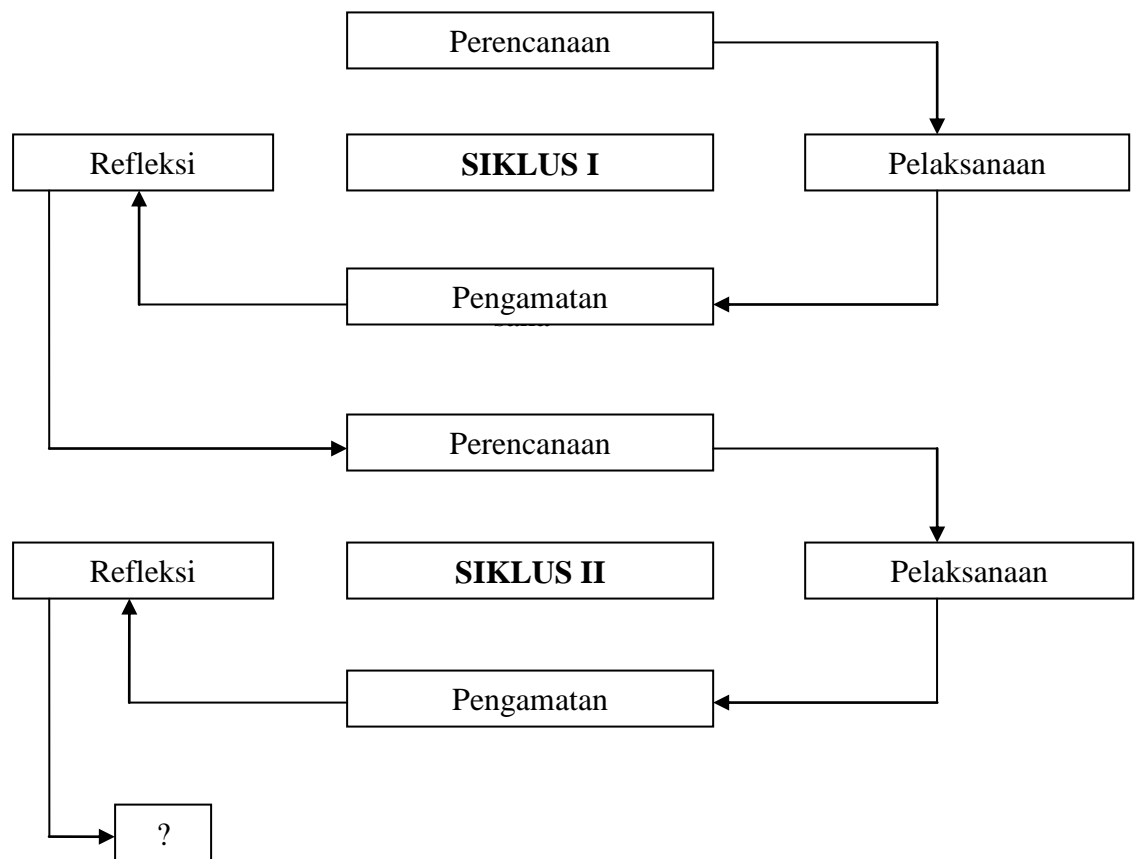 Perencanaan
Refleksi
SIKLUS I
Pelaksanaan
Pengamatan
Perencanaan
Refleksi
SIKLUS II
Pelaksanaan
Pengamatan
?